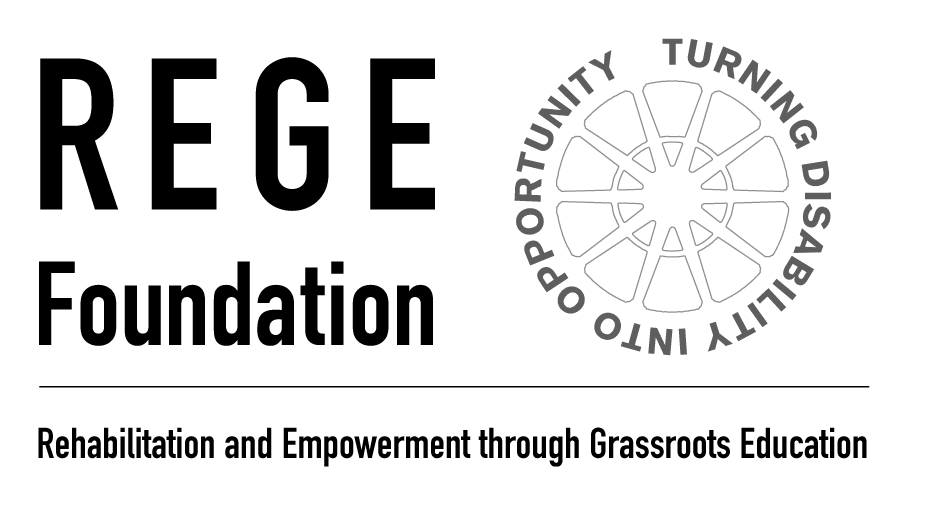 REGE
Foundation
TURNING DISABILITY INTO OPPORTUNITY
Rehabilitation and Empowerment through Grassroots Education